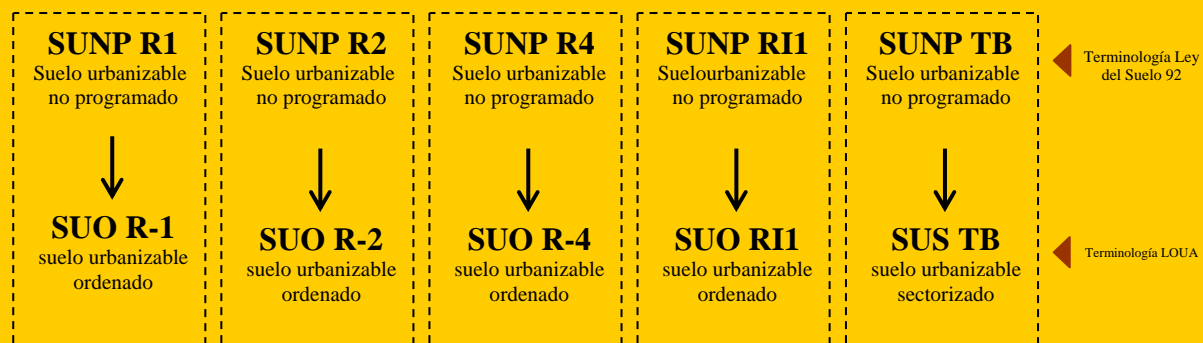 SUNP R1
Suelo urbanizable
no programado
SUNP R2
Suelo urbanizable
no programado
SUNP R4
Suelo urbanizable
no programado
SUNP RI1
Suelourbanizable
no programado
SUNP TB
Suelo urbanizable
no programado
Terminología Ley
del Suelo 92
SUO R-1
suelo urbanizable
ordenado
SUO R-2
suelo urbanizable
ordenado
SUO R-4
suelo urbanizable
ordenado
SUO RI1
suelo urbanizable
ordenado
SUS TB
suelo urbanizable
sectorizado
Terminología LOUA